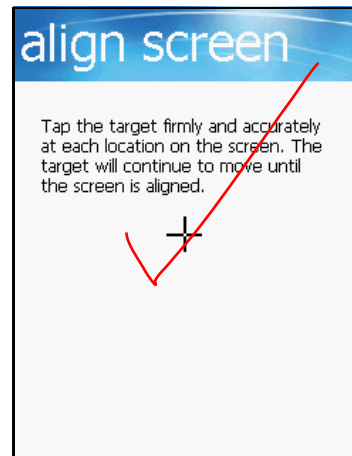 align screen
Tap the target firmly and accurately
at each location on the screen. The
target will continue to move until
the screen is aligned.